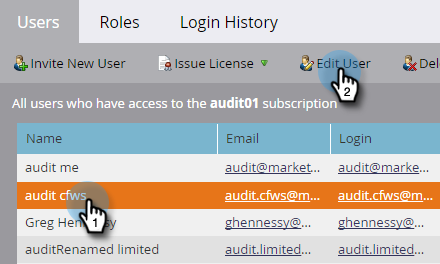 Users Roles Login History
Invite New User Issue License Edit User Del
All users who have access to the audit01 subscription
Name Email Login
audit me audit@market... audit@marke...
audit cfws audit.cfws@m... audit.cfws@m...
Greg Hennessy ghennessy@... ghennessy@...
auditRenamed limited audit.limited... audit.limited...
1
2